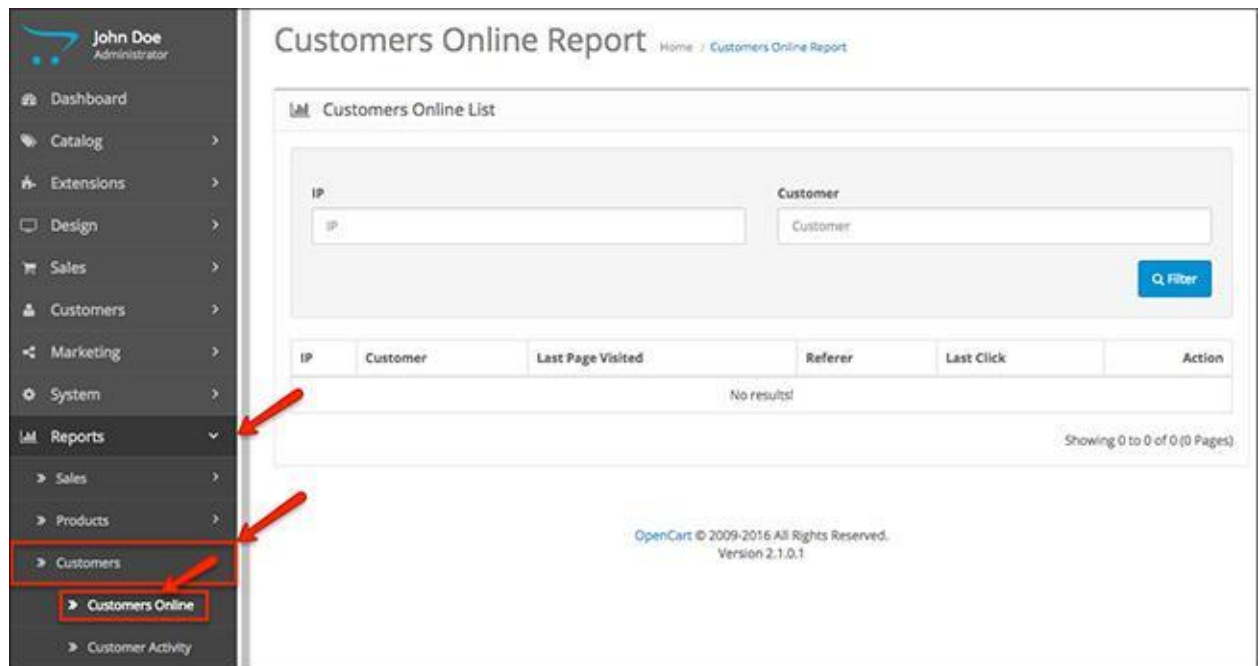 John Doe
Administrator
Dashboard
Catalog
Extensions
Design
Sales
Customers
Marketing
System
Reports
Sales
Products
Customers
Customers Online
Customer Activity
Customers Online Report Home / Customers Online Report
Customers Online List
IP Customer
IP Customer
Filter
IP Customer Last Page Visited Referer Last Click Action
No results!
Showing 0 to 0 of 0 (0 Pages)
OpenCart © 2009-2016 All Rights Reserved.
Version 2.1.0.1